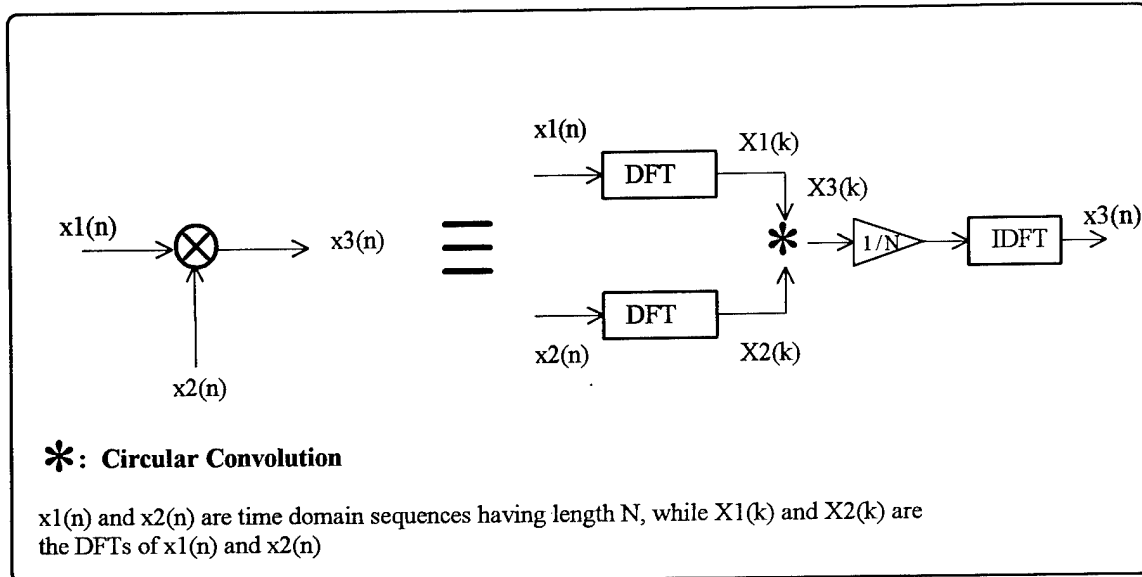 x1(n)
x3(n)
x2(n)
x1(n)
DFT
X1(k)
X3(k)
*
1/N
IDFT
x3(n)
DFT
x2(n)
X2(k)
*: Circular Convolution
x1(n) and x2(n) are time domain sequences having length N, while X1(k) and X2(k) are
the DFTs of x1(n) and x2(n)